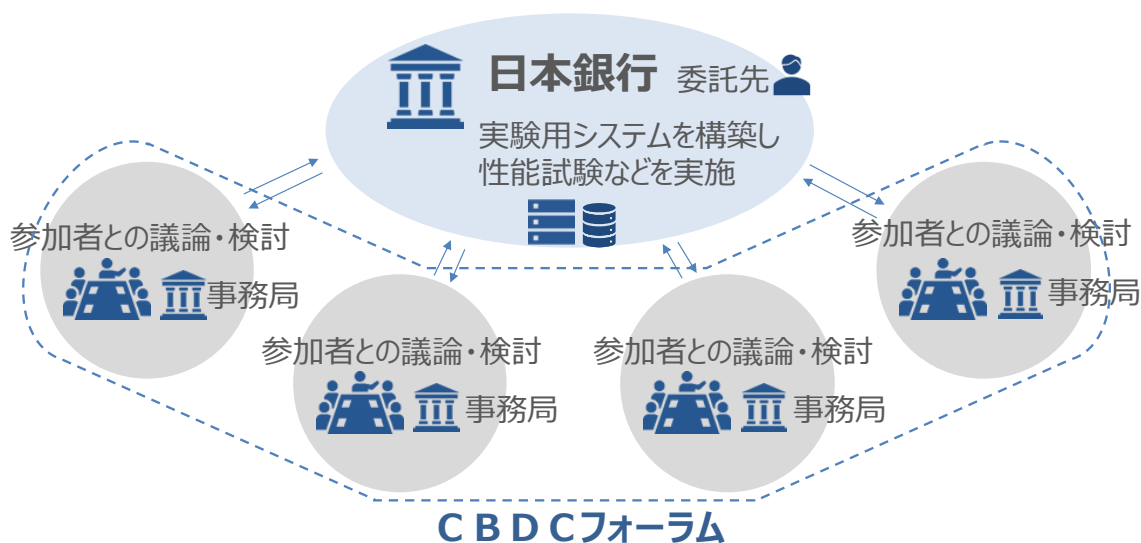 日本銀行 委託先
実験用システムを構築し
性能試験などを実施
参加者との議論・検討
事務局
参加者との議論・検討
事務局
参加者との議論・検討
事務局
参加者との議論・検討
事務局
ＣＢＤＣフォーラム